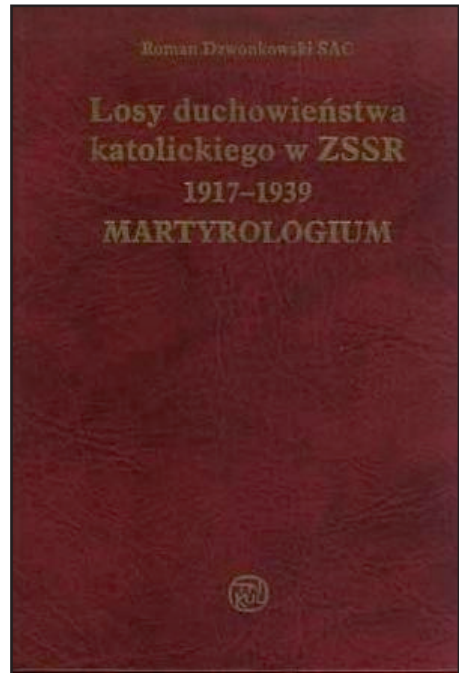 Roman Dzwonkowski SAC
Losy duchowieństwa
katolickiego w ZSSR
1917–1939
MARTYROLOGIUM